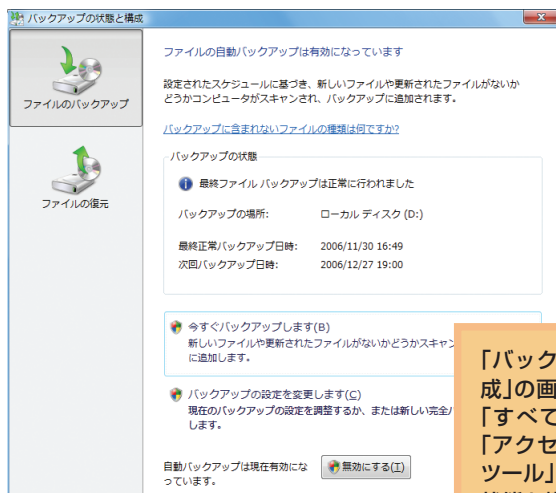 バックアップの状態と構成
ファイルのバックアップ
ファイルの復元
ファイルの自動バックアップは有効になっています
設定されたスケジュールに基づき、新しいファイルや更新されたファイルがないか
どうかコンピュータがスキャンされ、バックアップに追加されます。
バックアップに含まれないファイルの種類は何ですか?
バックアップの状態
最終ファイル バックアップは正常に行われました
バックアップの場所: ローカル ディスク (D:)
最終正常バックアップ日時: 2006/11/30 16:49
次回バックアップ日時: 2006/12/27 19:00
今すぐバックアップします(B)
新しいファイルや更新されたファイルがないかどうかスキャン
に追加します。
バックアップの設定を変更します(C)
現在のバックアップの設定を調整するか、または新しい完全
します。
自動バックアップは現在有効にな
っています。
無効にする(I)
「バック
成」の画
「すべて
「アクセ
ツール」